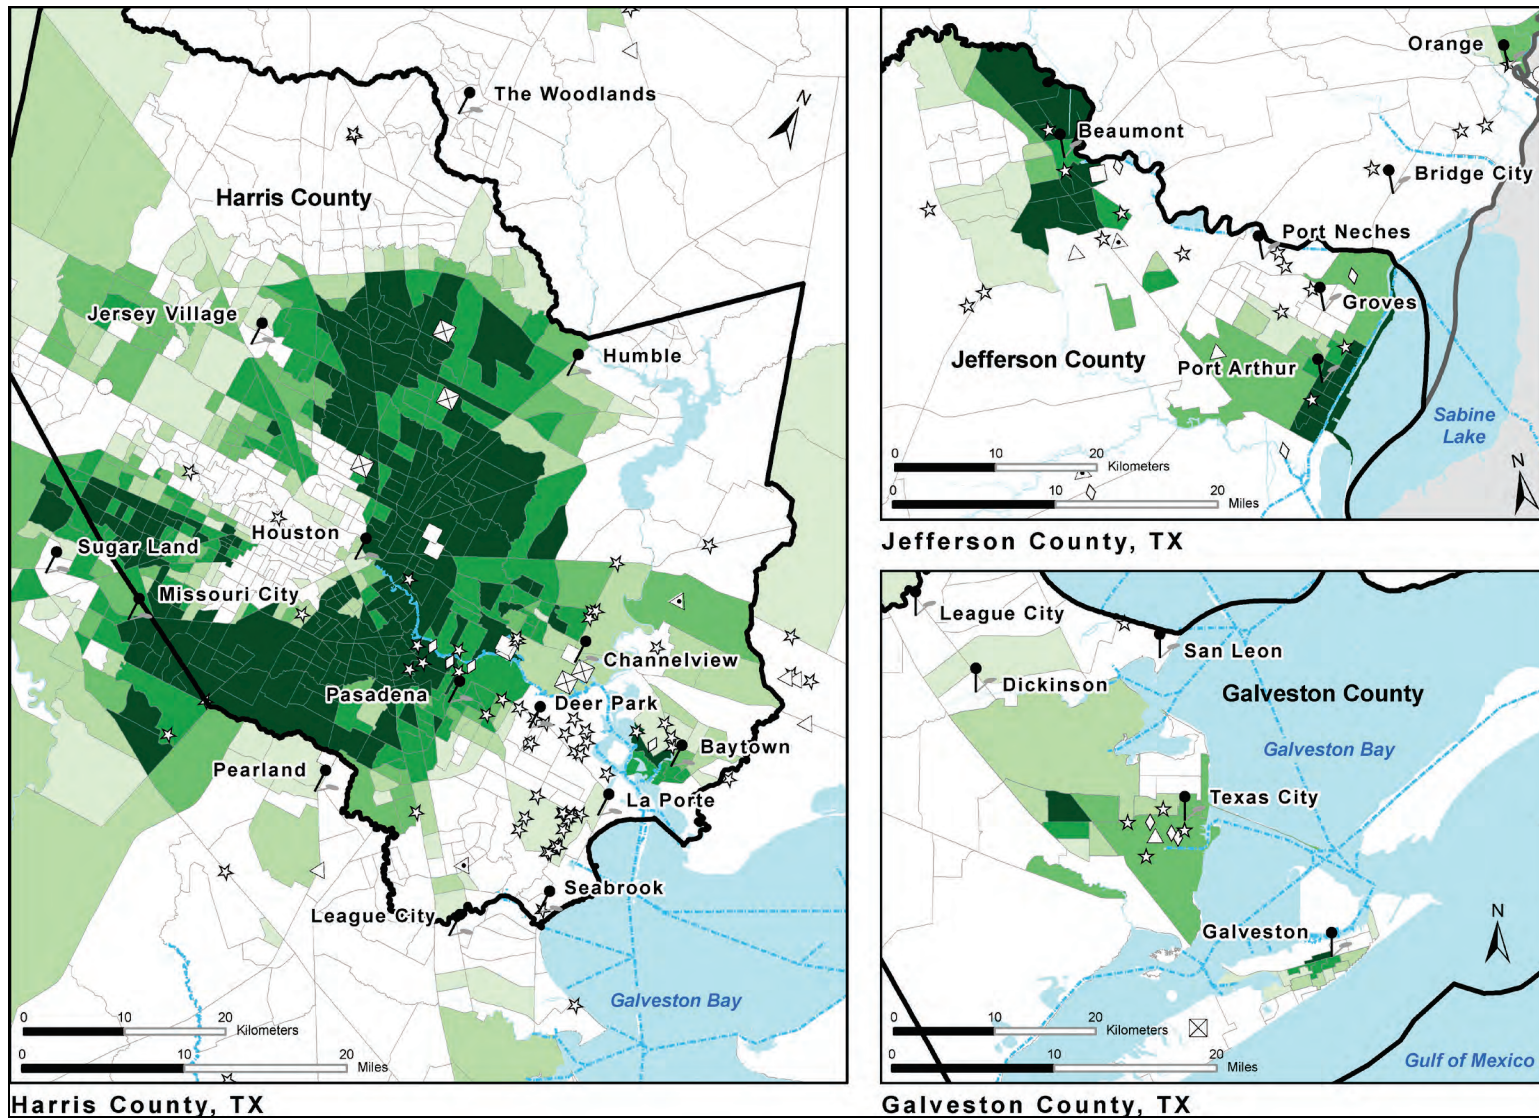 The Woodlands
N
Harris County
Jersey Village
Humble
Houston
Sugar Land
Missouri City
Channelview
Pasadena
Deer Park
Baytown
Pearland
La Porte
Seabrook
League City
Galveston Bay
0 10 20 Kilometers
0 10 20 Miles
Harris County, TX
Orange
Beaumont
Bridge City
Port Neches
Groves
Jefferson County
Port Arthur
Sabine
Lake
0 10 20 Kilometers
N
0 10 20 Miles
Jefferson County, TX
League City
San Leon
Dickinson
Galveston County
Galveston Bay
Texas City
N
Galveston
0 10 20 Kilometers
Gulf of Mexico
0 10 20 Miles
Galveston County, TX